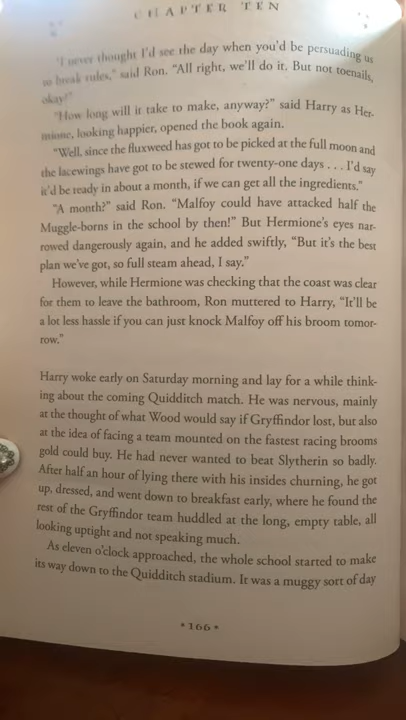 CHAPTER TEN
"I never thought I'd see the day when you'd be persuading us
to break rules," said Ron. "All right, we'll do it. But not toenails,
okay?"
"How long will it take to make, anyway?" said Harry as Her-
mione, looking happier, opened the book again.
"Well, since the fluxweed has got to be picked at the full moon and
the lacewings have got to be stewed for twenty-one days . . . I'd say
it'd be ready in about a month, if we can get all the ingredients."
"A month?" said Ron. "Malfoy could have attacked half the
Muggle-borns in the school by then!" But Hermione's eyes nar-
rowed dangerously again, and he added swiftly, "But it's the best
plan we've got, so full steam ahead, I say."
However, while Hermione was checking that the coast was clear
for them to leave the bathroom, Ron muttered to Harry, "It'll be
a lot less hassle if you can just knock Malfoy off his broom tomor-
row."
Harry woke early on Saturday morning and lay for a while think-
ing about the coming Quidditch match. He was nervous, mainly
at the thought of what Wood would say if Gryffindor lost, but also
at the idea of facing a team mounted on the fastest racing brooms
gold could buy. He had never wanted to beat Slytherin so badly.
After half an hour of lying there with his insides churning, he got
up, dressed, and went down to breakfast early, where he found the
rest of the Gryffindor team huddled at the long, empty table, all
looking uptight and not speaking much.
As eleven o'clock approached, the whole school started to make
its way down to the Quidditch stadium. It was a muggy sort of day
* 166 *